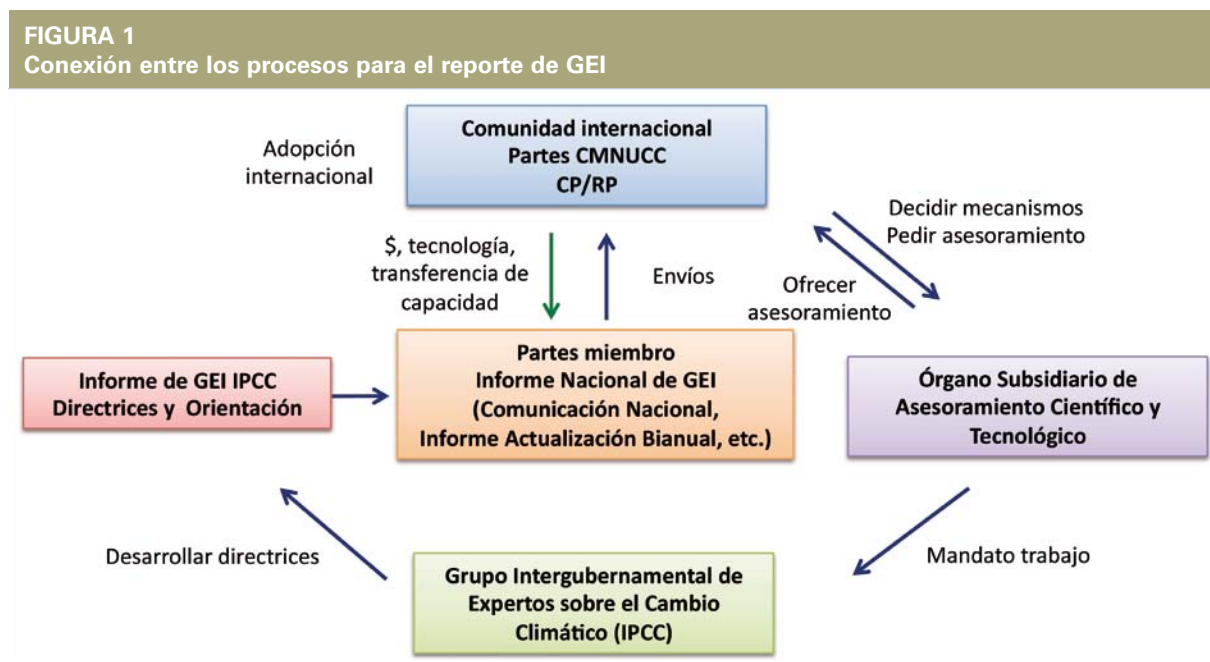 FIGURA 1
Conexión entre los procesos para el reporte de GEI
Comunidad internacional
Partes CMNUCC
CP/RP
Adopción
internacional
Decidir mecanismos
Pedir asesoramiento
$, tecnología,
transferencia de
capacidad
Envíos
Ofrecer
asesoramiento
Partes miembro
Informe Nacional de GEI
(Comunicación Nacional,
Informe Actualización Bianual, etc.)
Informe de GEI IPCC
Directrices y Orientación
Órgano Subsidiario de
Asesoramiento Científico y
Tecnológico
Desarrollar directrices
Mandato trabajo
Grupo Intergubernamental de
Expertos sobre el Cambio
Climático (IPCC)